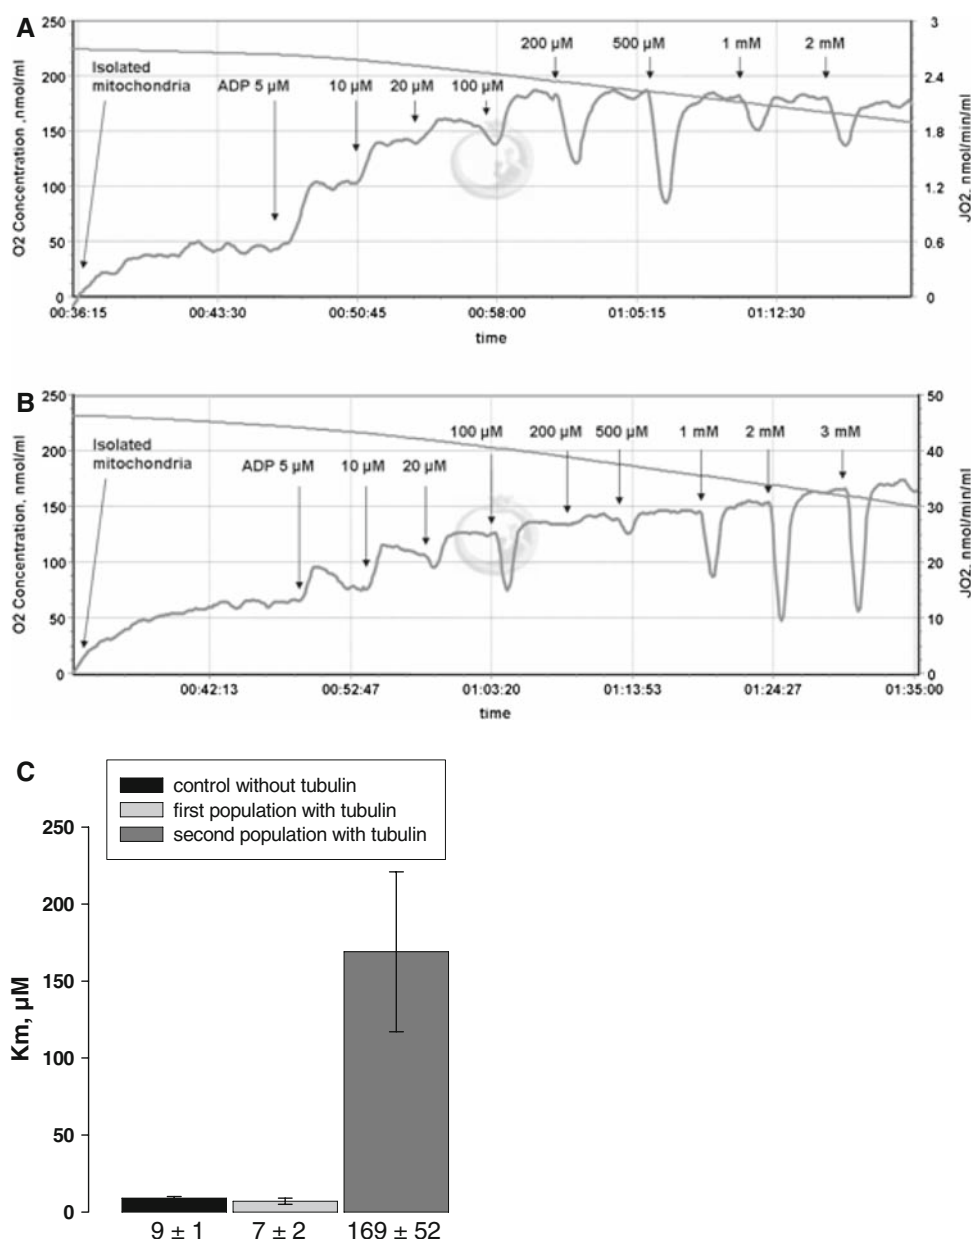 A
250
200
150
100
50
0
O2 Concentration ,nmol/ml
Isolated
mitochondria
ADP 5 µM
10 µM
20 µM
100 µM
200 µM
500 µM
1 mM
2 mM
3
2.4
1.8
1.2
0.6
0
JO2, nmol/min/ml
00:36:15
00:43:30
00:50:45
00:58:00
01:05:15
01:12:30
time
B
250
200
150
100
50
0
O2 Concentration, nmol/ml
Isolated
mitochondria
ADP 5 µM
10 µM
20 µM
100 µM
200 µM
500 µM
1 mM
2 mM
3 mM
50
40
30
20
10
0
JO2, nmol/min/ml
00:42:13
00:52:47
01:03:20
01:13:53
01:24:27
01:35:00
time
C
control without tubulin
first population with tubulin
second population with tubulin
250
200
150
100
50
0
Km, µM
9 ± 1
7 ± 2
169 ± 52